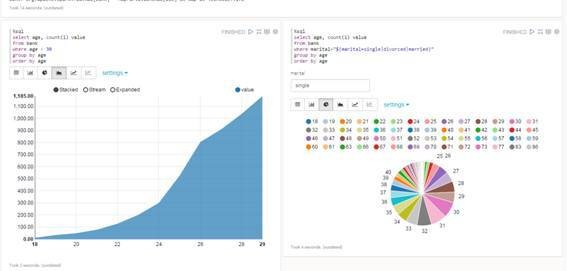 Took 14 seconds. (outdated)
%sql
select age, count(1) value
from bank
where age < 30
group by age
order by age
FINISHED
settings
Stacked Stream Expanded value
1,185.00
1,100.00
1,000.00
900.00
800.00
700.00
600.00
500.00
400.00
300.00
200.00
100.00
0.00
18 20 22 24 26 28 29
Took 3 seconds. (outdated)
%sql
select age, count(1) value
from bank
where marital="${marital=single|divorced|married}"
group by age
order by age
FINISHED
marital
single
settings
18 19 20 21 22 23 24 25 26 27 28 29 30 31
32 33 34 35 36 37 38 39 40 41 42 43 44 45
46 47 48 49 50 51 52 53 54 55 56 57 58 59
60 61 63 66 67 68 69 70 71 72 73 77 83 86
25 26
27
28
29
30
31
32
33
34
35
36
37
38
39
40
Took 4 seconds. (outdated)